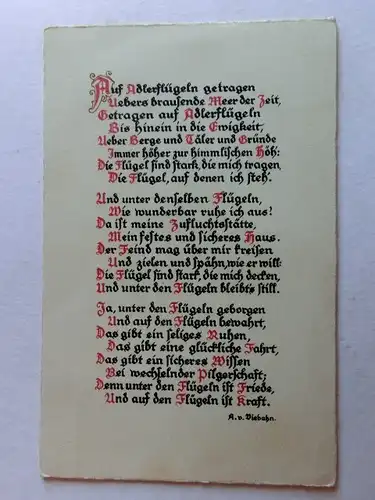 Auf Adlerflügeln getragen
Uebers brausende Meer der Zeit,
Getragen auf Adlerflügeln
Bis hinein in die Ewigkeit;
Ueber Berge und Täler und Gründe
Immer höher zur himmlischen Höh:
Die Flügel sind stark, die mich tragen,
Die Flügel, auf denen ich steh'.
Und unter denselben Flügeln,
Wie wunderbar ruhe ich aus!
Da ist meine Zufluchtsstätte,
Mein festes und sicheres Haus.
Der Feind mag über mir kreisen
Und zielen und spähn, wie er will:
Die Flügel sind stark, die mich decken,
Und unter den Flügeln bleibts still.
Ja, unter den Flügeln geborgen
Und auf den Flügeln bewahrt,
Das gibt ein seliges Ruhen,
Das gibt eine glückliche Fahrt,
Das gibt ein sicheres Wissen
Bei wechselnder Pilgerschaft;
Denn unter den Flügeln ist Friede,
Und auf den Flügeln ist Kraft.
A. v. Viebahn.